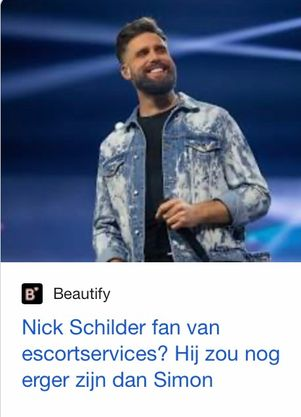 B
Beautify
Nick Schilder fan van
escortservices? Hij zou nog
erger zijn dan Simon